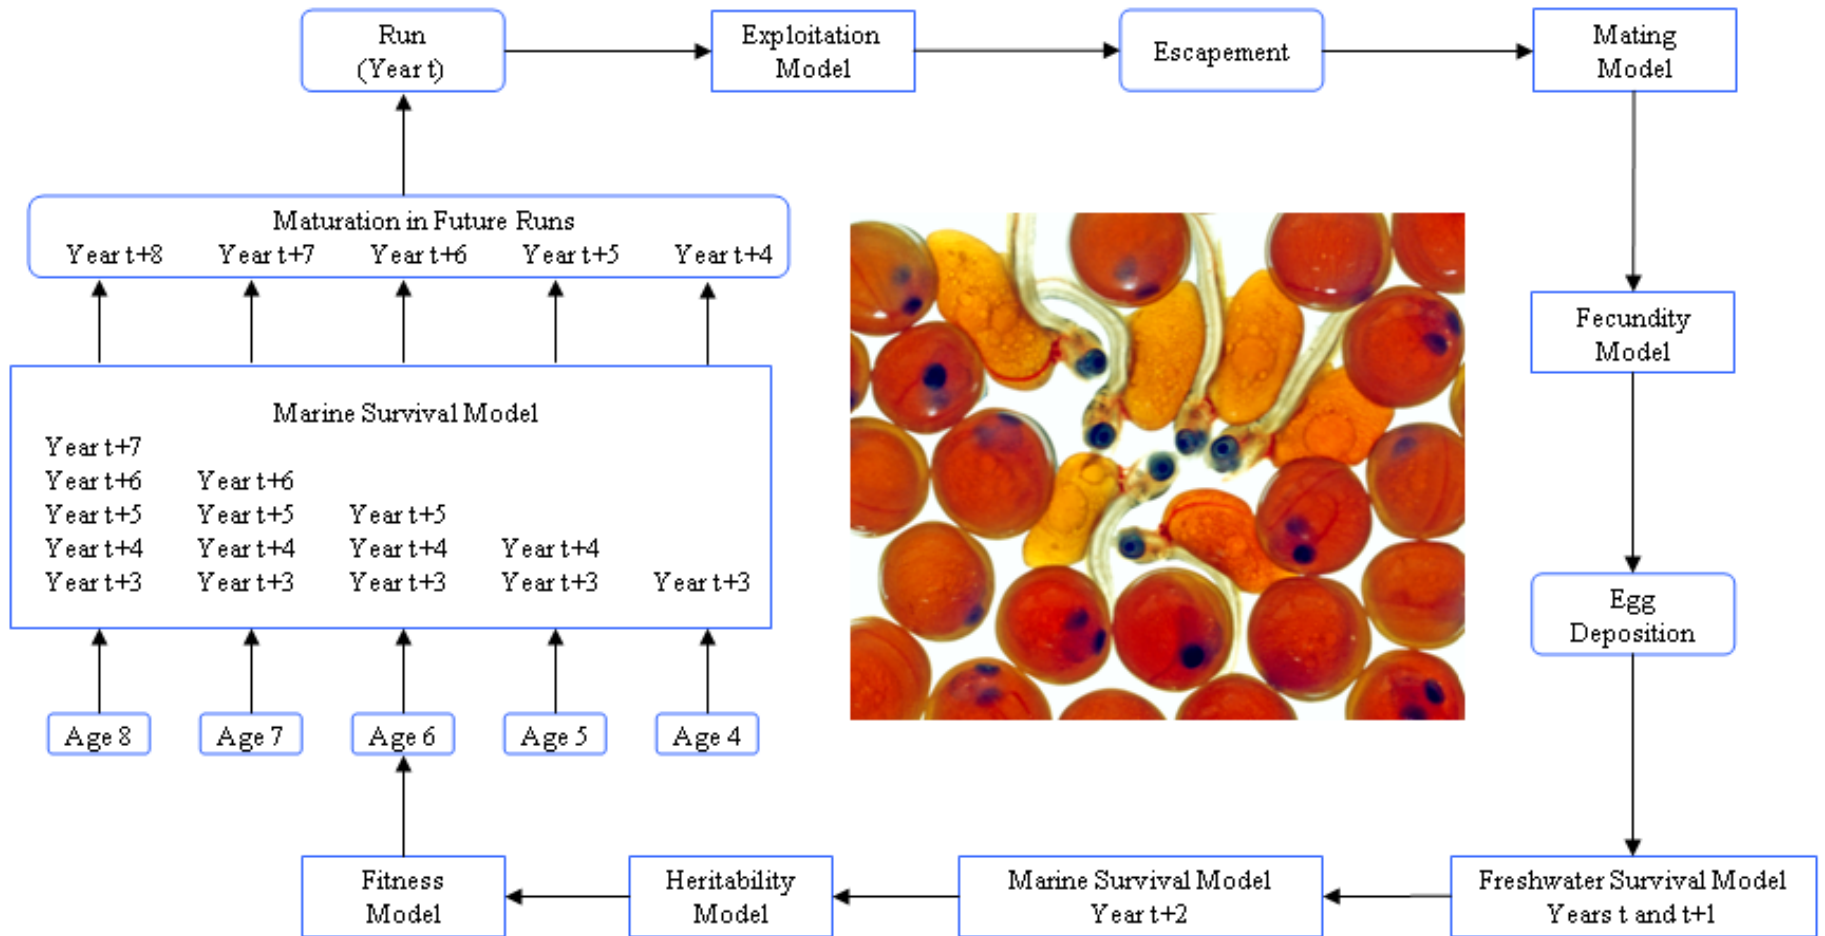 Run
(Year t)
Exploitation
Model
Escapement
Mating
Model
Maturation in Future Runs
Year t+8 Year t+7 Year t+6 Year t+5 Year t+4
Fecundity
Model
Marine Survival Model
Year t+7
Year t+6 Year t+6
Year t+5 Year t+5 Year t+5
Year t+4 Year t+4 Year t+4 Year t+4
Year t+3 Year t+3 Year t+3 Year t+3 Year t+3
Egg
Deposition
Age 8 Age 7 Age 6 Age 5 Age 4
Fitness
Model
Heritability
Model
Marine Survival Model
Year t+2
Freshwater Survival Model
Years t and t+1